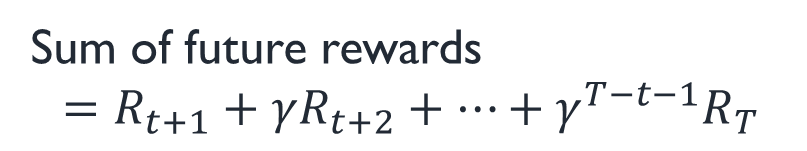 Sum of future rewards
= R_{t+1} + γR_{t+2} + ⋯ + γ^{T−t−1}R_T